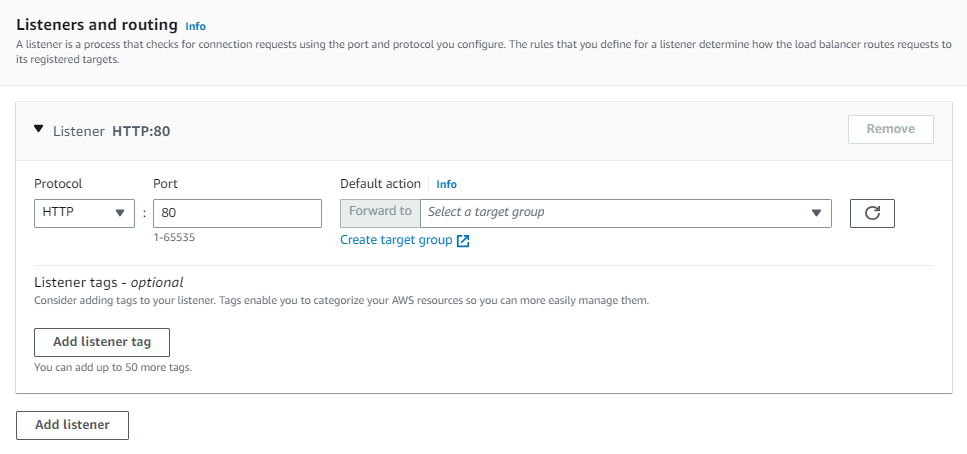 Listeners and routing Info
A listener is a process that checks for connection requests using the port and protocol you configure. The rules that you define for a listener determine how the load balancer routes requests to
its registered targets.
Listener HTTP:80
Remove
Protocol
Port
Default action
Info
HTTP
:
80
Forward to
Select a target group
1-65535
Create target group
Listener tags - optional
Consider adding tags to your listener. Tags enable you to categorize your AWS resources so you can more easily manage them.
Add listener tag
You can add up to 50 more tags.
Add listener